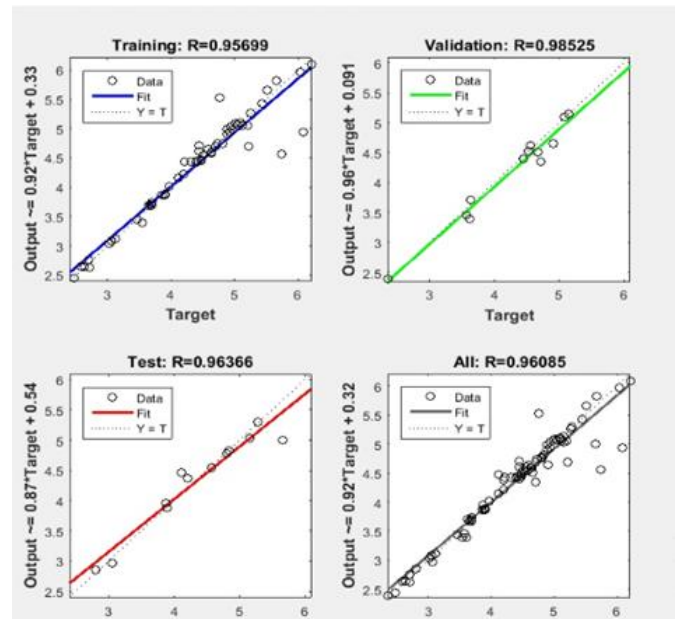 Training: R=0.95699
Data
Fit
Y = T
Output ~= 0.92*Target + 0.33
6
5.5
5
4.5
4
3.5
3
2.5
3
4
5
6
Target
Validation: R=0.98525
Data
Fit
Y = T
Output ~= 0.96*Target + 0.091
6
5.5
5
4.5
4
3.5
3
2.5
3
4
5
6
Target
Test: R=0.96366
Data
Fit
Y = T
Output ~= 0.87*Target + 0.54
6
5.5
5
4.5
4
3.5
3
2.5
3
4
5
6
All: R=0.96085
Data
Fit
Y = T
Output ~= 0.92*Target + 0.32
6
5.5
5
4.5
4
3.5
3
2.5
3
4
5
6